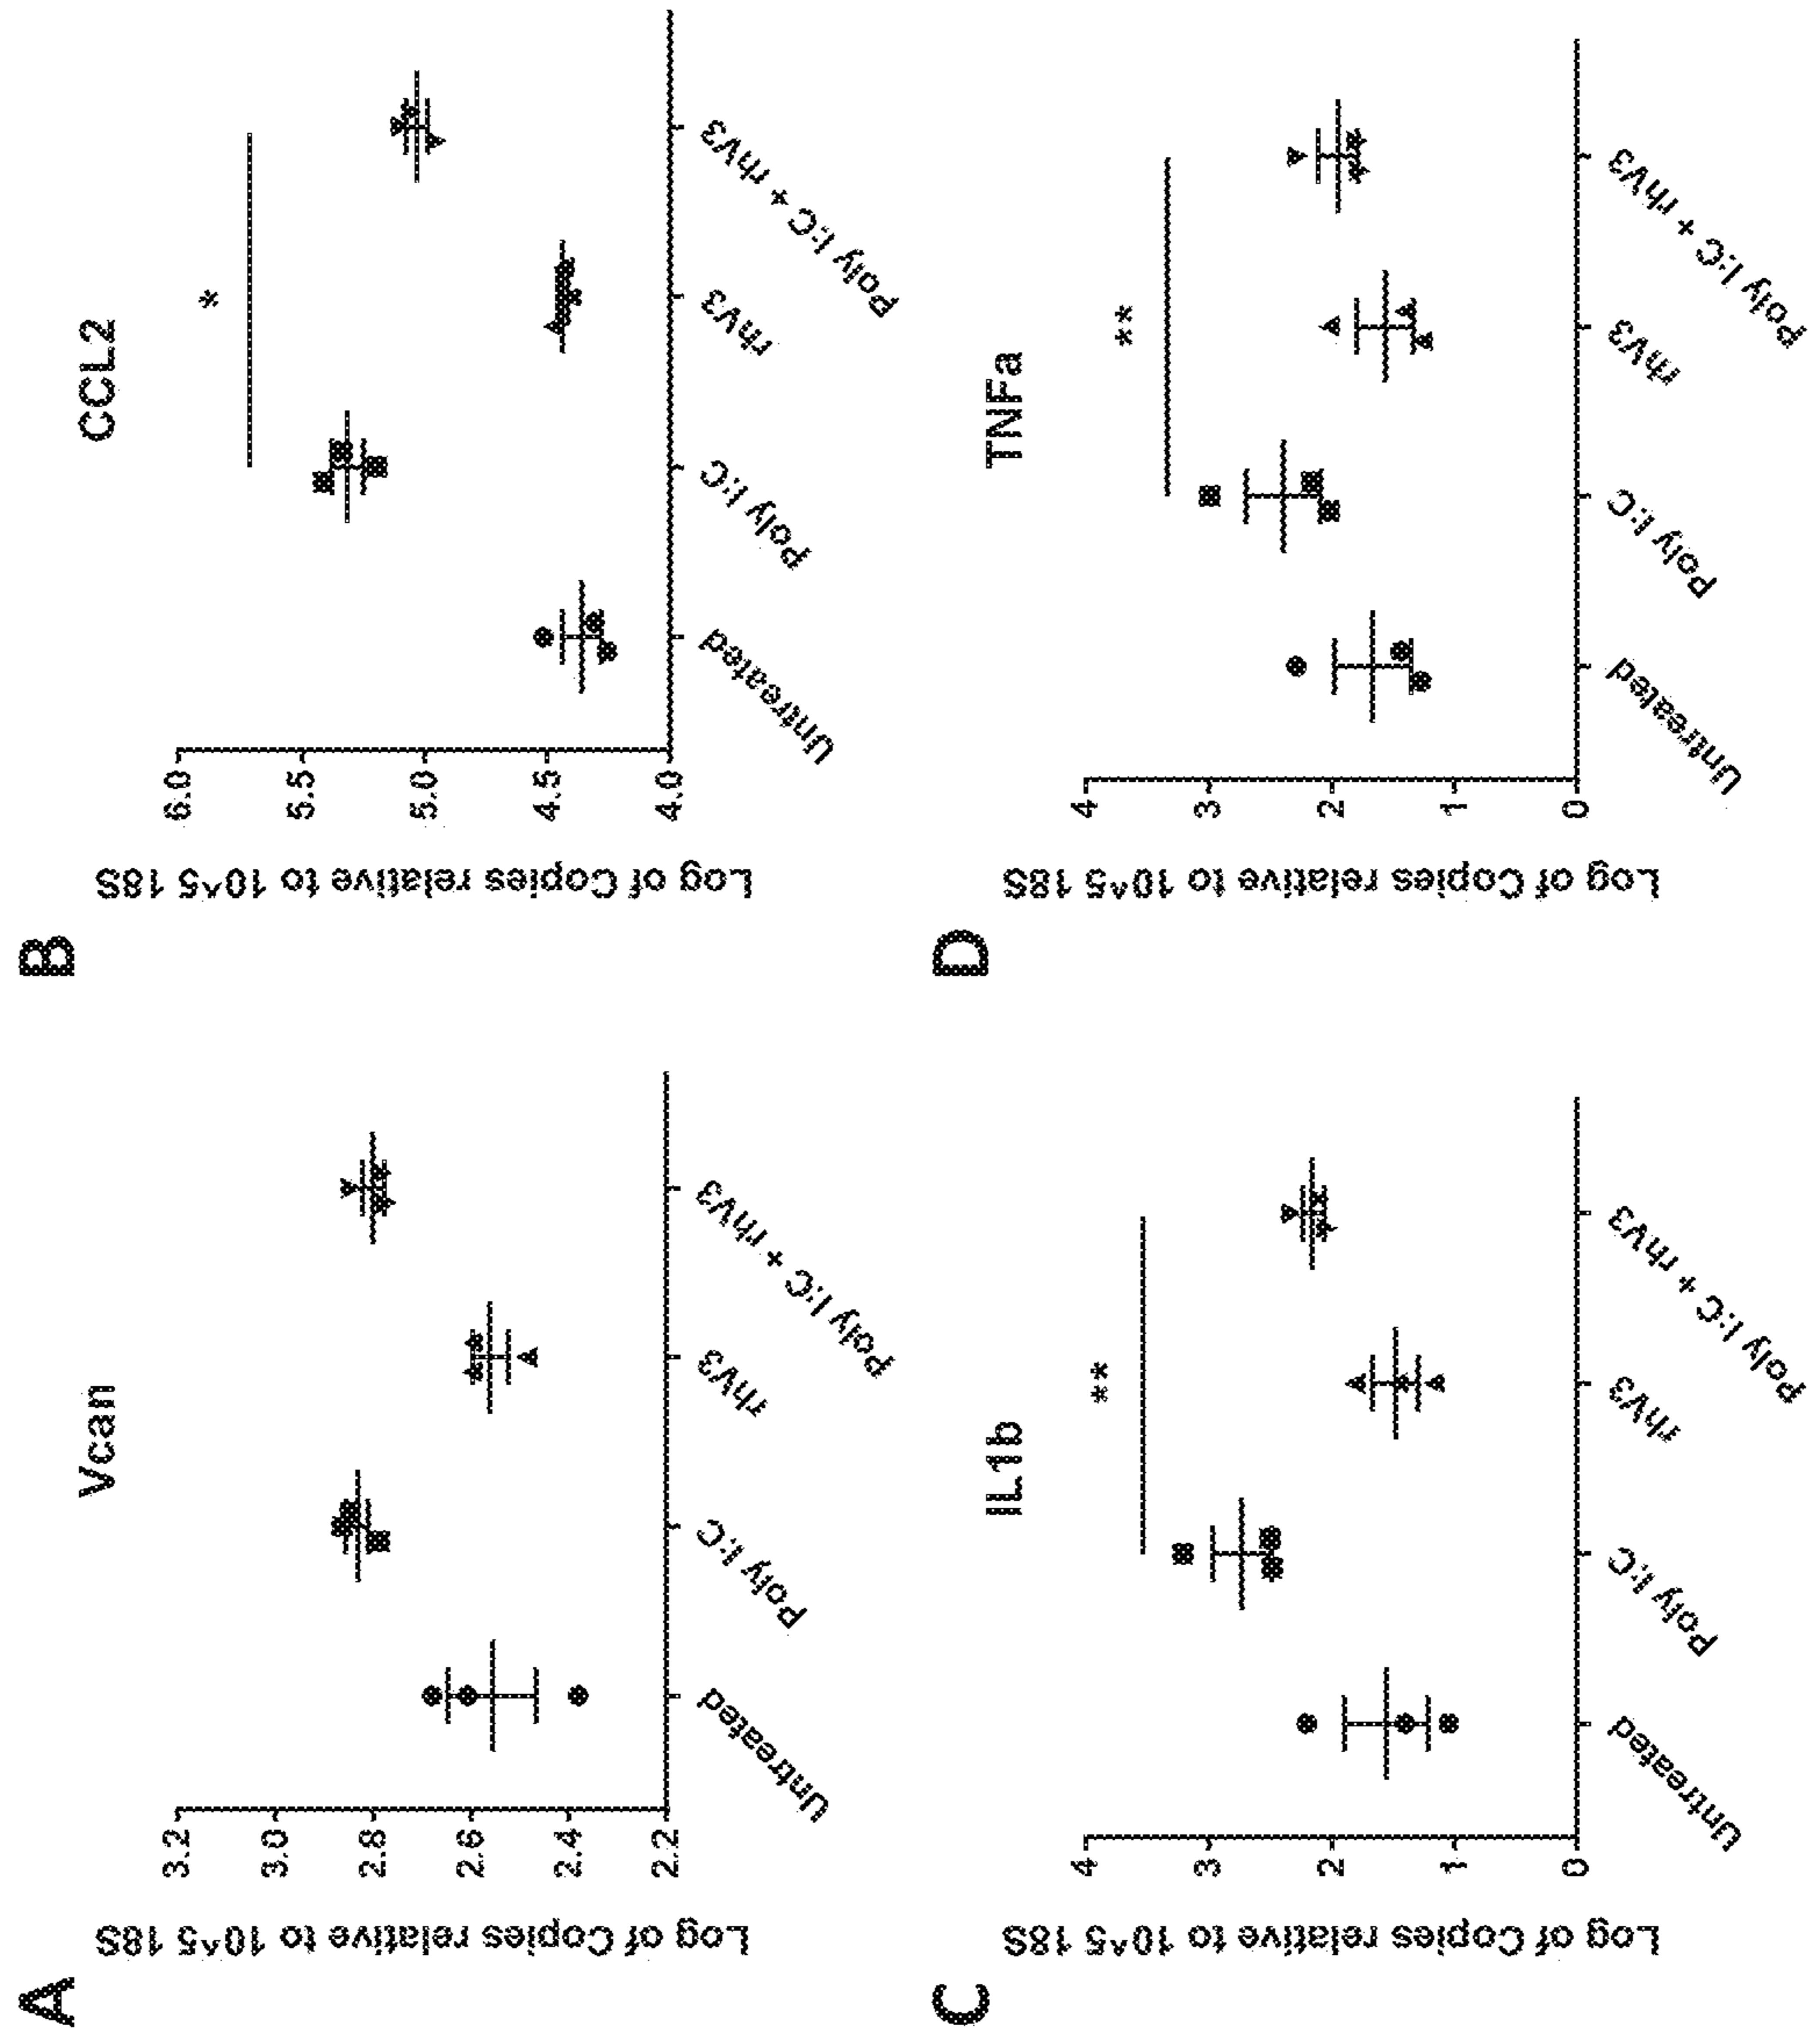 A
Vcan
Log of Copies relative to 10^5 18S
3.2
3.0
2.8
2.6
2.4
2.2
Untreated
Poly I:C
rhV3
Poly I:C + rhV3
B
CCL2
*
Log of Copies relative to 10^5 18S
6.0
5.5
5.0
4.5
4.0
Untreated
Poly I:C
rhV3
Poly I:C + rhV3
C
IL1b
**
Log of Copies relative to 10^5 18S
4
3
2
1
0
Untreated
Poly I:C
rhV3
Poly I:C + rhV3
D
TNFa
**
Log of Copies relative to 10^5 18S
4
3
2
1
0
Untreated
Poly I:C
rhV3
Poly I:C + rhV3